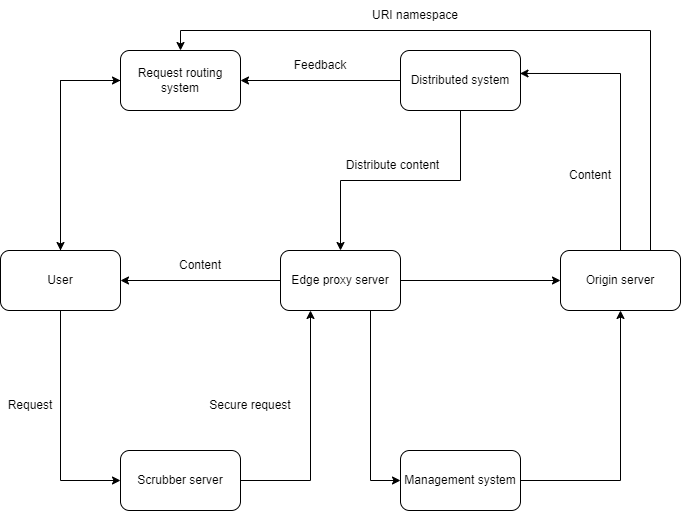 URI namespace
Request routing
system
Feedback
Distributed system
Distribute content
Content
User
Content
Edge proxy server
Origin server
Request
Secure request
Scrubber server
Management system